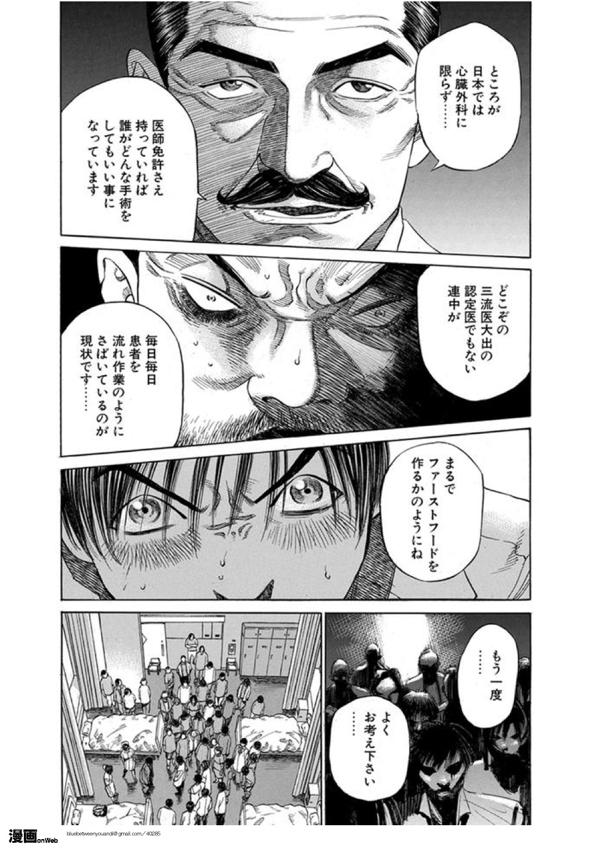 ところが
日本では
心臓外科に
限らず……
医師免許さえ
持っていれば
誰がどんな手術を
してもいい事に
なっています
どこぞの
三流医大出の
認定医でもない
連中が
毎日毎日
患者を
流れ作業のように
さばいているのが
現状です……
まるで
ファーストフードを
作るかのようにね
もう一度
……
よく
お考え下さい
……
漫画 on Web
bluebetweenyouandi@gmail.com/40285